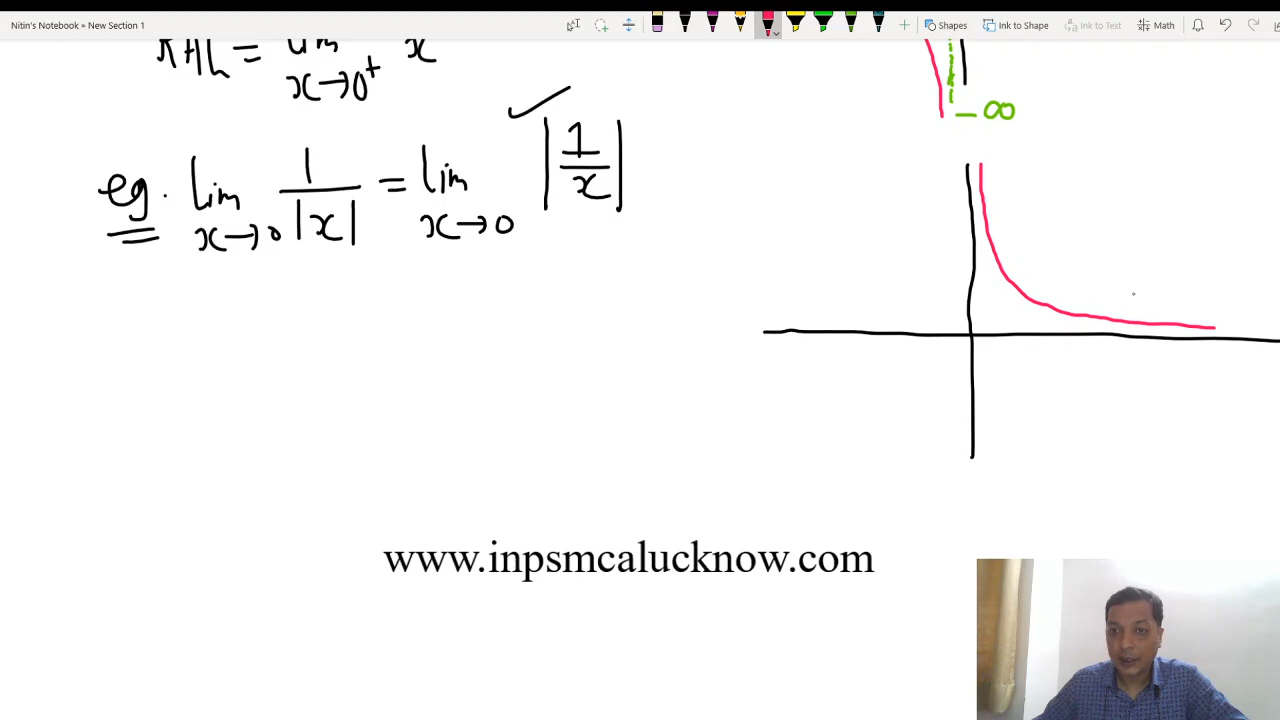 Nitin's Notebook » New Section 1
Shapes Ink to Shape Ink to Text Math
RHL = lim x
x→0⁺
– ∞
eg. lim 1/|x| = lim |1/x|
x→0 x→0
www.inpsmcalucknow.com